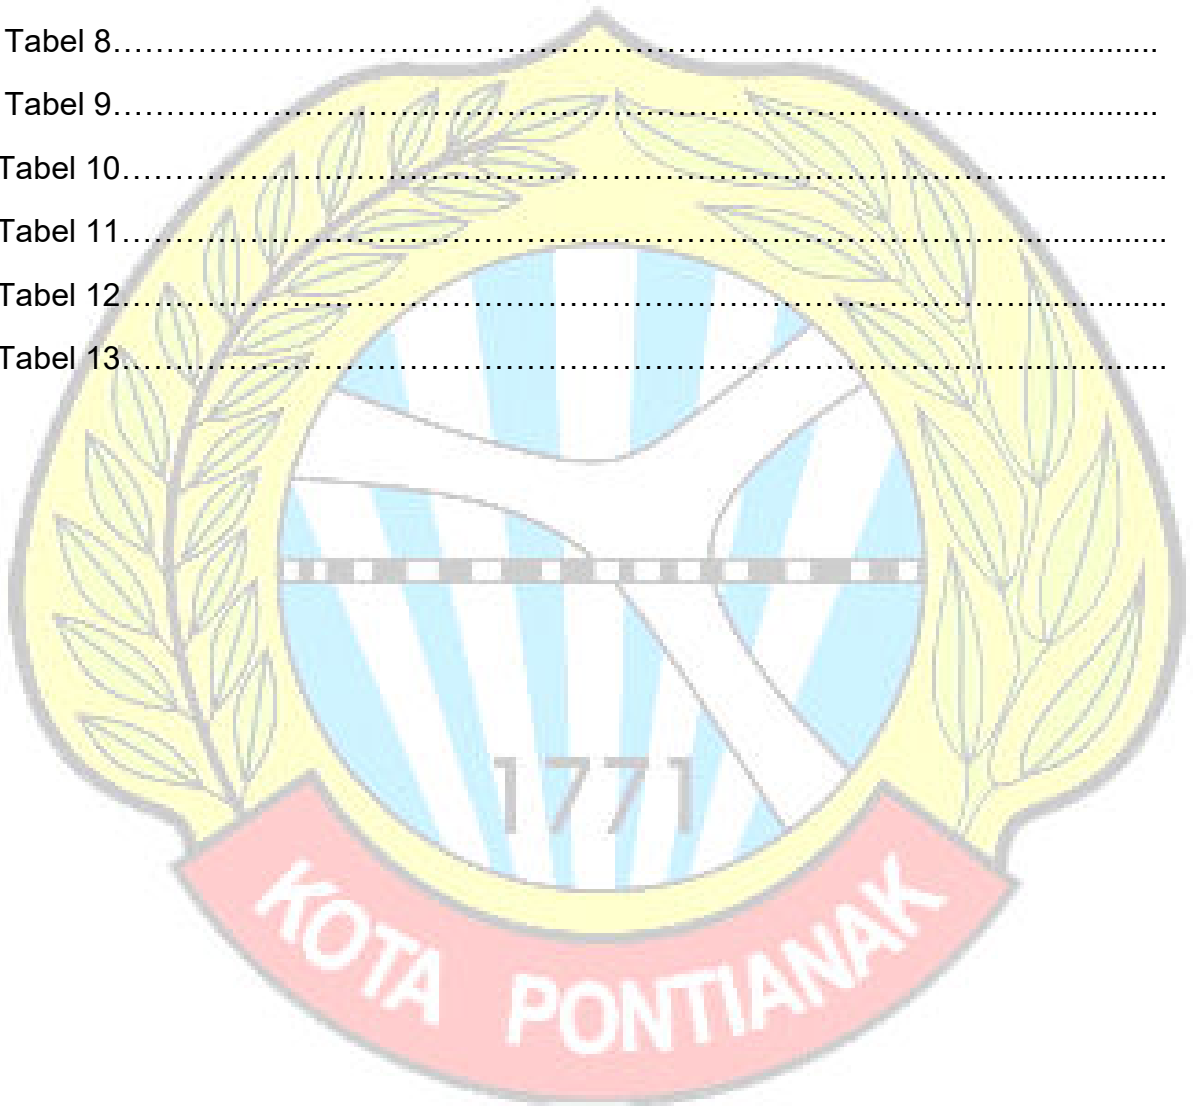 Tabel 8……………………………………………………………………………................
Tabel 9……………………………………………………………………………................
Tabel 10……………………………………………………………………………................
Tabel 11……………………………………………………………………………................
Tabel 12……………………………………………………………………………................
Tabel 13……………………………………………………………………………................
1771
KOTA PONTIANAK